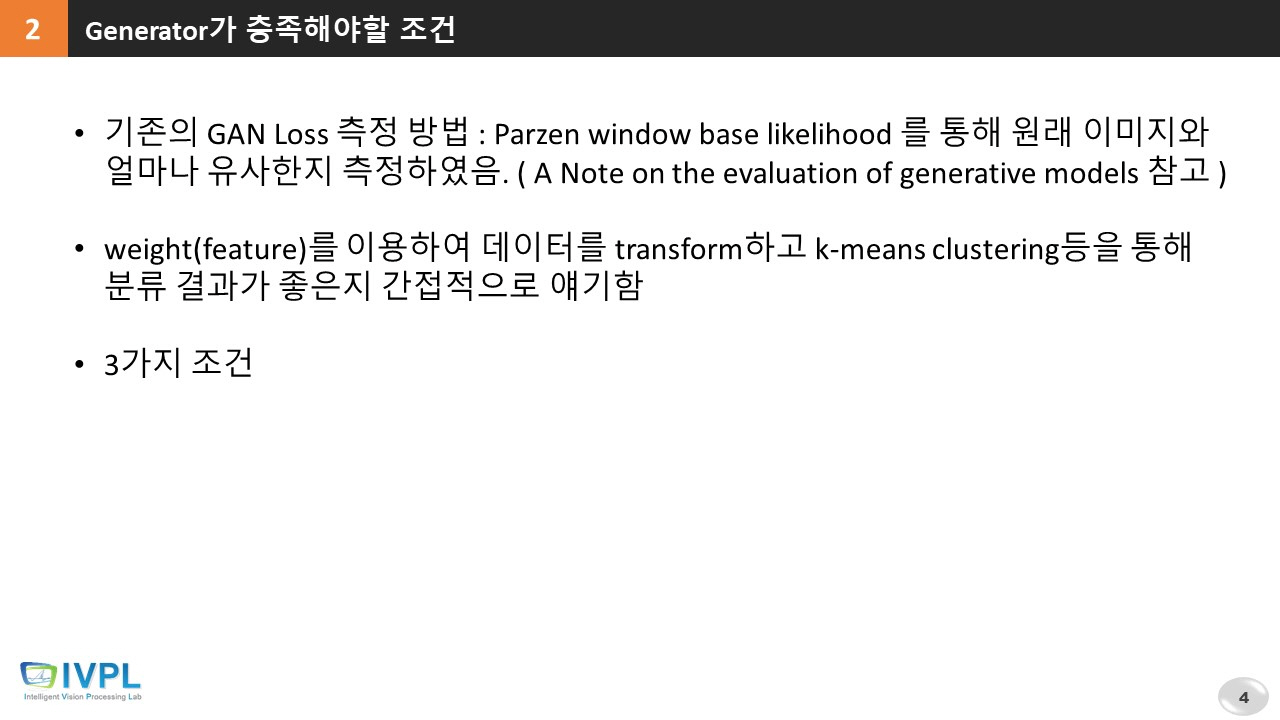 2
Generator가 충족해야할 조건
• 기존의 GAN Loss 측정 방법 : Parzen window base likelihood 를 통해 원래 이미지와
얼마나 유사한지 측정하였음. ( A Note on the evaluation of generative models 참고 )
• weight(feature)를 이용하여 데이터를 transform하고 k-means clustering등을 통해
분류 결과가 좋은지 간접적으로 얘기함
• 3가지 조건
IVPL
Intelligent Vision Processing Lab
4